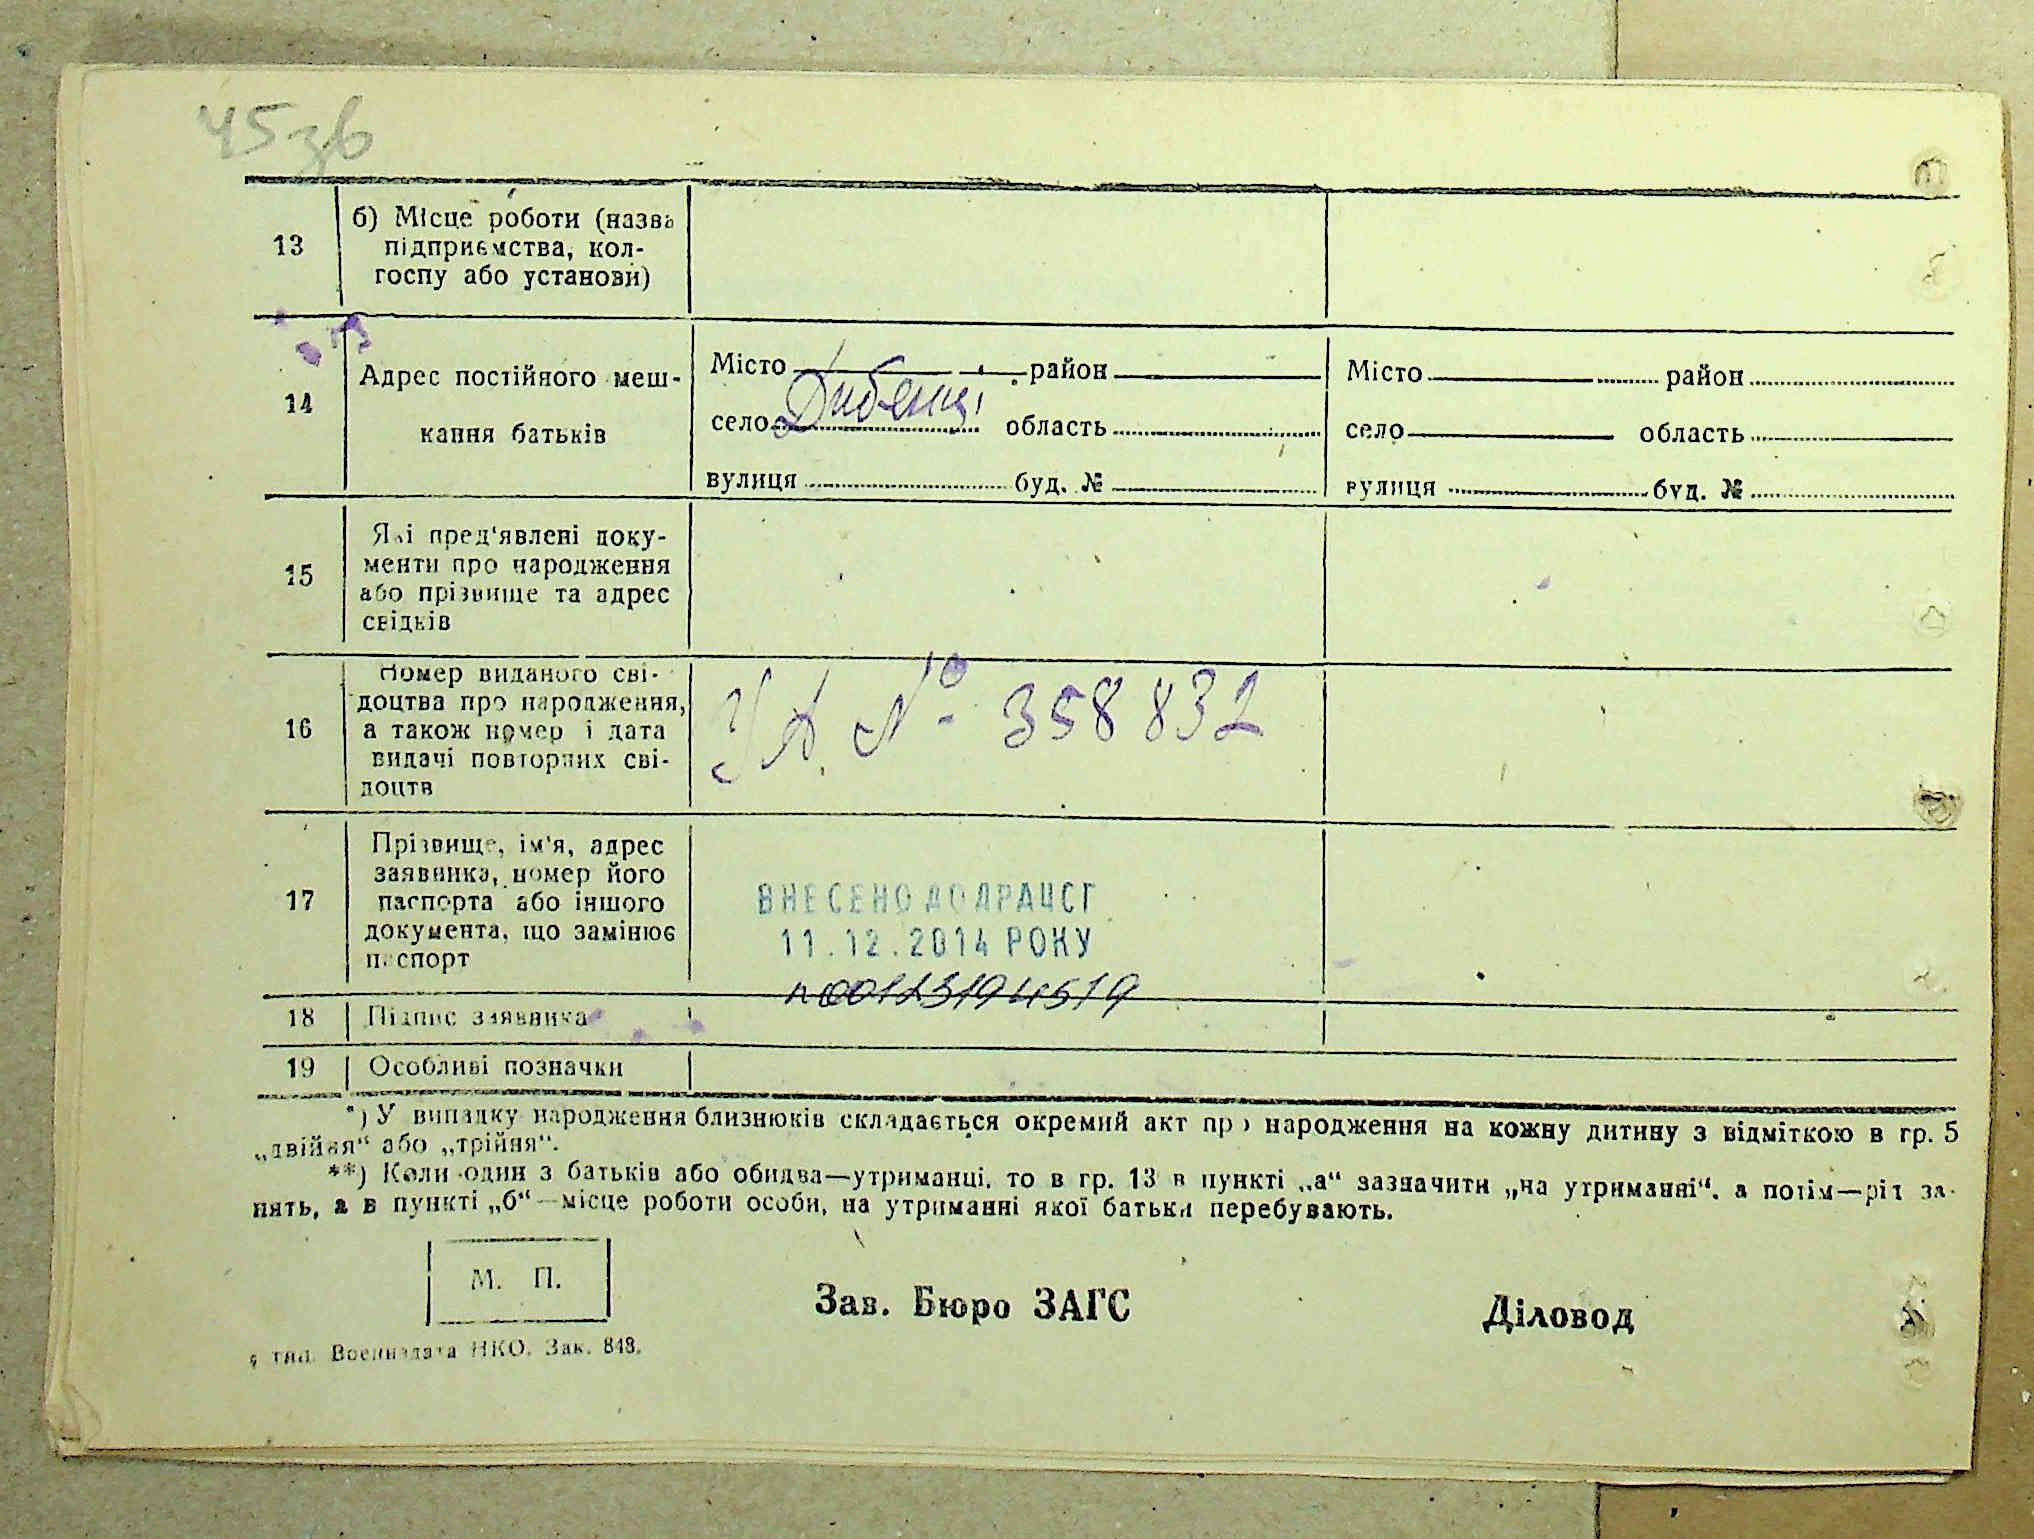 45зв
13
б) Місце роботи (назва
підприємства, кол-
госпу або установи)
14
Адрес постійного меш-
кання батьків
Місто район
село Дибенці область
вулиця буд. №
Місто район
село область
вулиця буд. №
15
Які пред'явлені доку-
менти про народження
або прізвище та адрес
свідків
16
Номер виданого сві-
доцтва про народження,
а також номер і дата
видачі повторних сві-
доцтв
УА № 358832
17
Прізвище, ім'я, адрес
заявника, номер його
паспорта або іншого
документа, що замінює
паспорт
ВНЕСЕНО ДО ДРАЦСГ
11.12.2014 РОКУ
18
Підпис заявника
19
Особливі позначки
*) У випадку народження близнюків складається окремий акт про народження на кожну дитину з відміткою в гр. 5
„двійня“ або „трійня“.
**) Коли один з батьків або обидва—утриманці, то в гр. 13 в пункті „а“ зазначити „на утриманні“, а потім—рід за-
нять, а в пункті „б“—місце роботи особи, на утриманні якої батьки перебувають.
М. П.
Зав. Бюро ЗАГС
Діловод
тип. Воениздата НКО. Зак. 848.